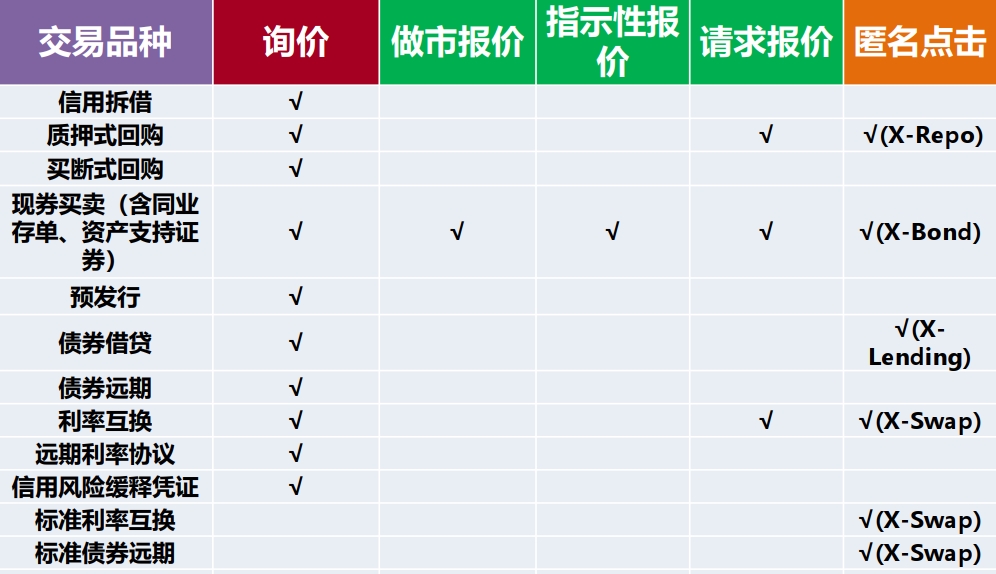 交易品种 询价 做市报价 指示性报价 请求报价 匿名点击
信用拆借 √
质押式回购 √ √ √(X-Repo)
买断式回购 √
现券买卖（含同业
存单、资产支持证
券） √ √ √ √ √(X-Bond)
预发行 √
债券借贷 √ √(X-
Lending)
债券远期 √
利率互换 √ √ √(X-Swap)
远期利率协议 √
信用风险缓释凭证 √
标准利率互换 √(X-Swap)
标准债券远期 √(X-Swap)